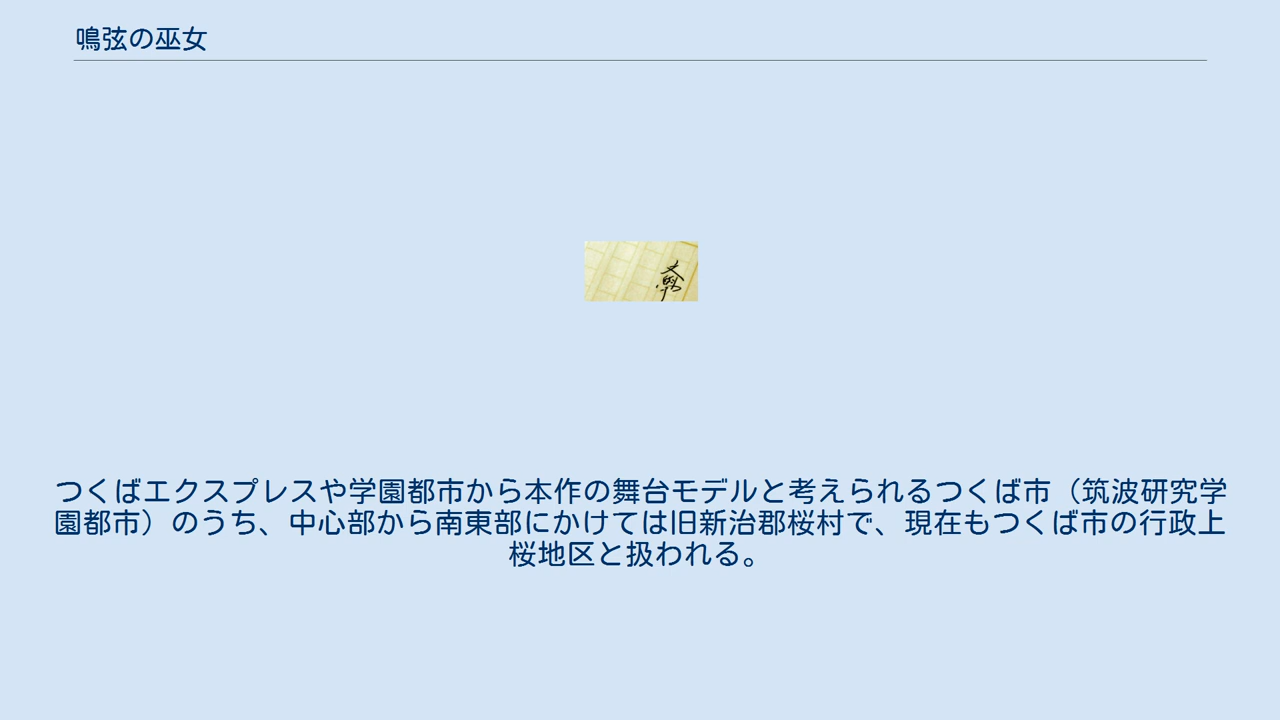 鳴弦の巫女
つくばエクスプレスや学園都市から本作の舞台モデルと考えられるつくば市（筑波研究学
園都市）のうち、中心部から南東部にかけては旧新治郡桜村で、現在もつくば市の行政上
桜地区と扱われる。